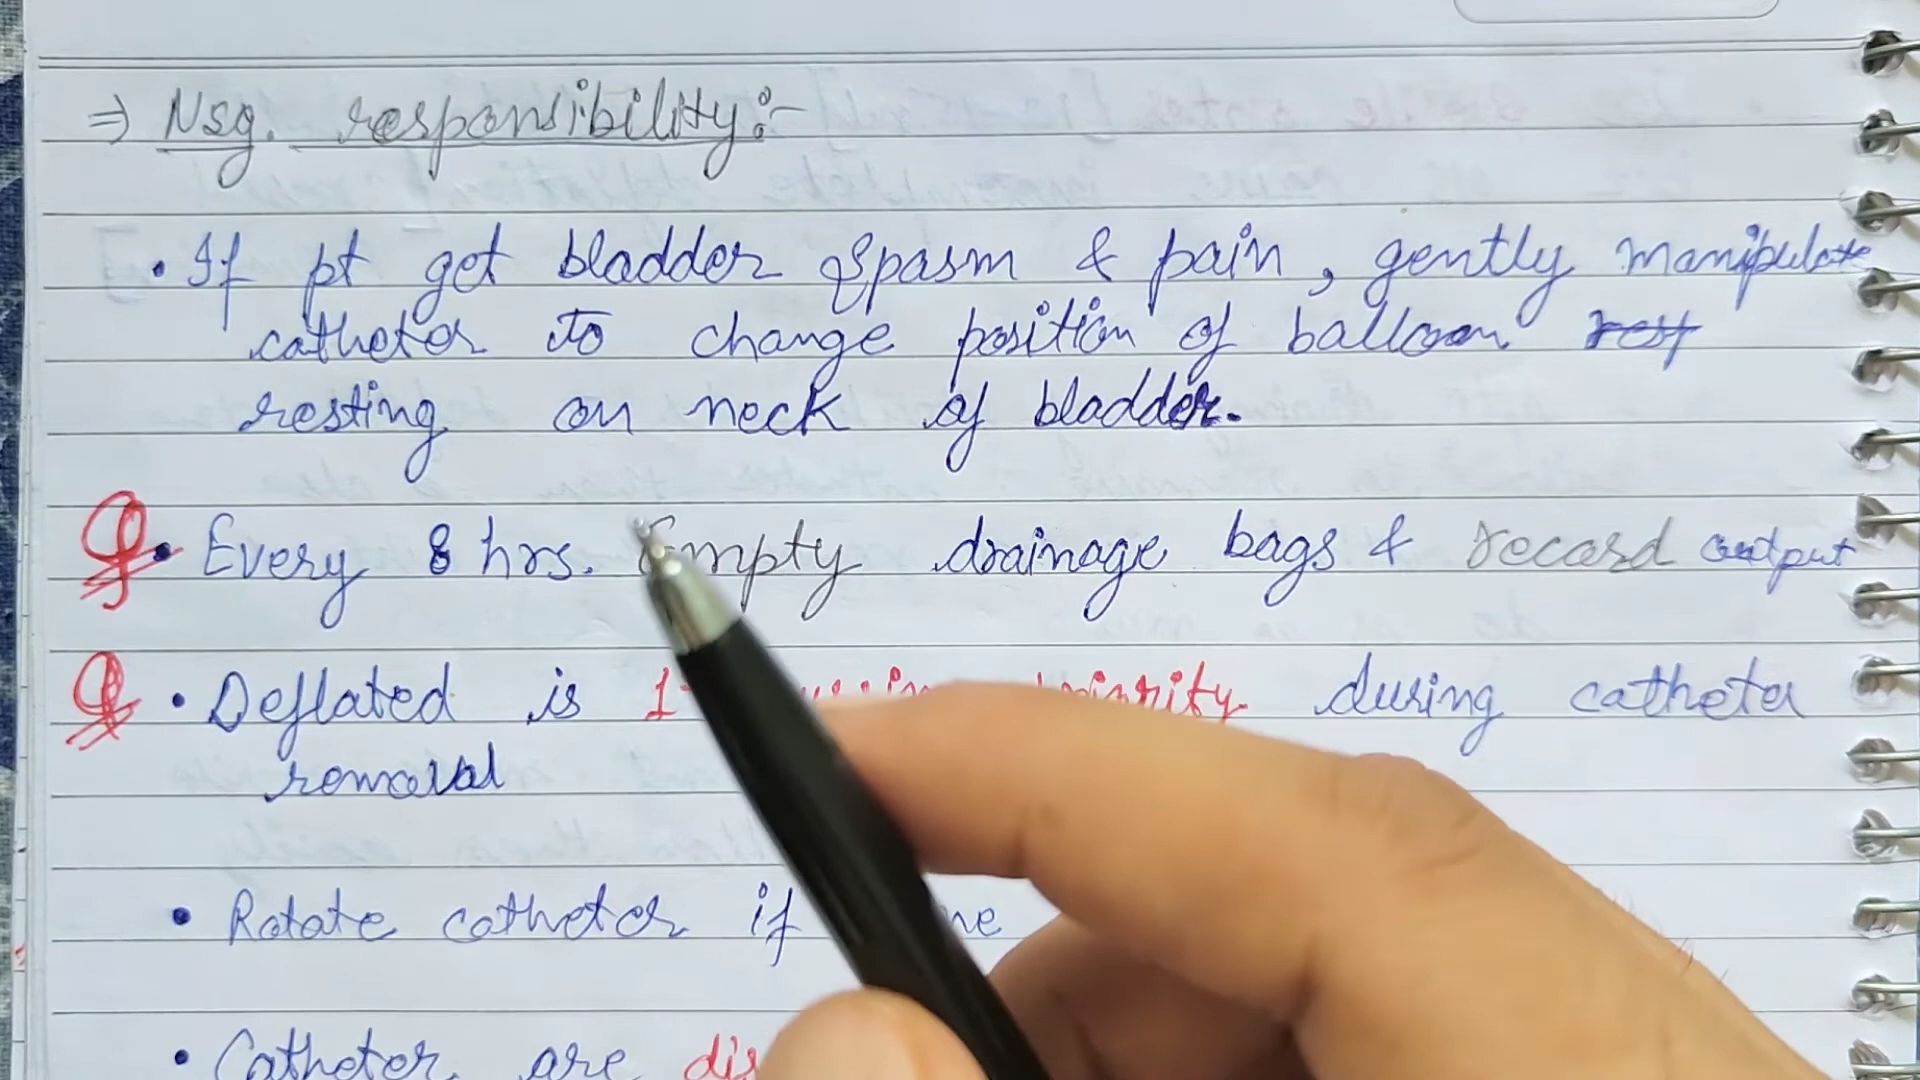 ⇒ Nsg. responsibility:-
• If pt get bladder spasm & pain, gently manipulate
catheter to change position of balloon
resting on neck of bladder.
Q • Every 8 hrs. Empty drainage bags & record output
Q • Deflated is priority during catheter
removal
• Rotate catheter if
• Catheter are